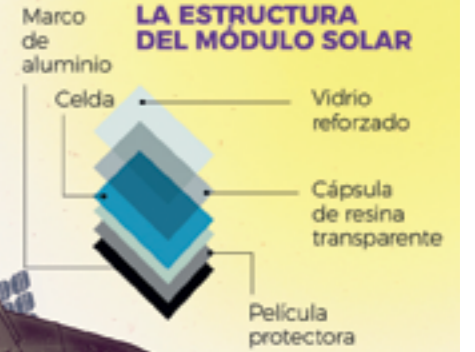 LA ESTRUCTURA
DEL MÓDULO SOLAR
Marco
de
aluminio
Celda
Vidrio
reforzado
Cápsula
de resina
transparente
Película
protectora